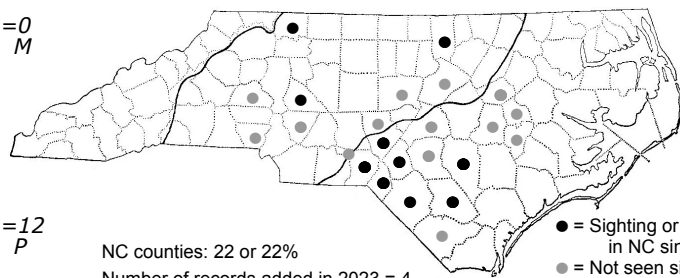 =0
M
=12
P
NC counties: 22 or 22%
Number of records added in 2023 = 4
● = Sighting or
in NC sin
● = Not seen si